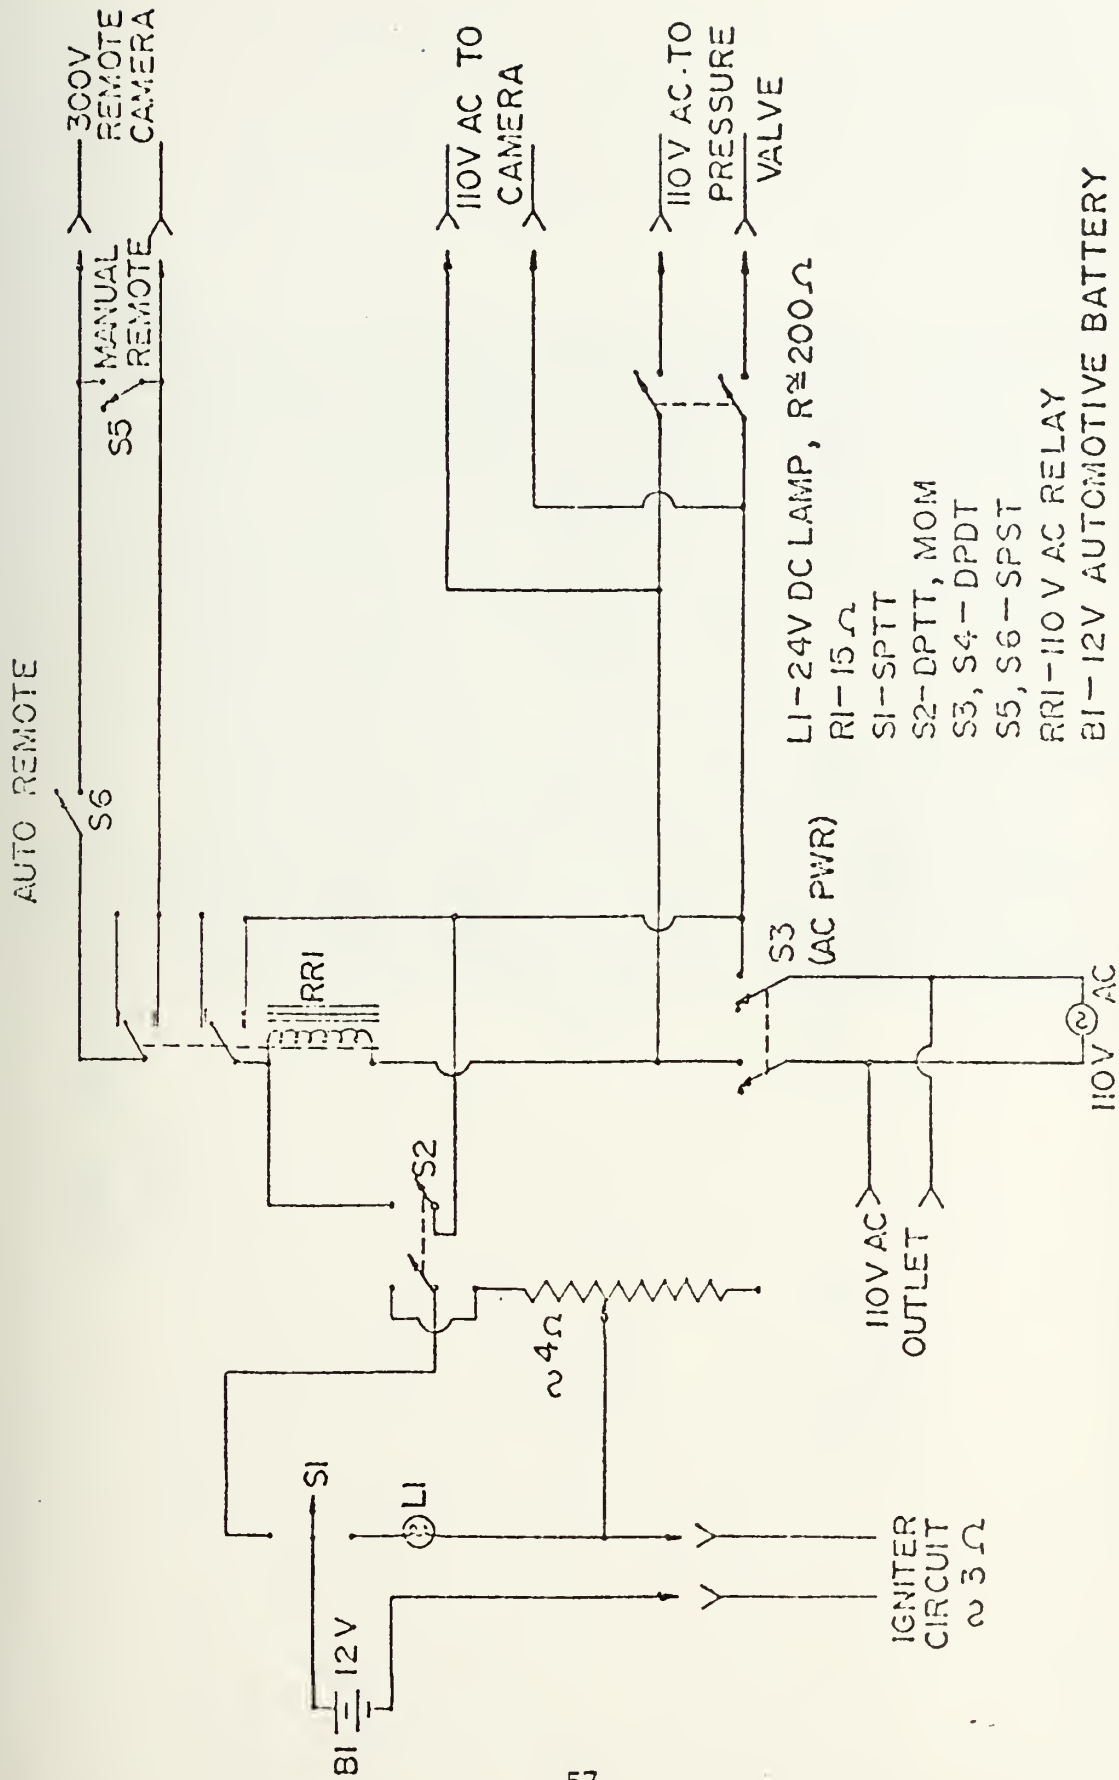 AUTO REMOTE
300V
REMOTE
CAMERA
S6
S5
MANUAL
REMOTE
110V AC TO
CAMERA
110V AC-TO
PRESSURE
VALVE
RR1
S2
S3
(AC PWR)
110V AC
OUTLET
110V AC
~4Ω
S1
L1
B1
12V
IGNITER
CIRCUIT
~3Ω
L1-24V DC LAMP, R≅200Ω
R1-15Ω
S1-SPTT
S2-DPTT, MOM
S3, S4-DPDT
S5, S6-SPST
RR1-110V AC RELAY
B1-12V AUTOMOTIVE BATTERY
57